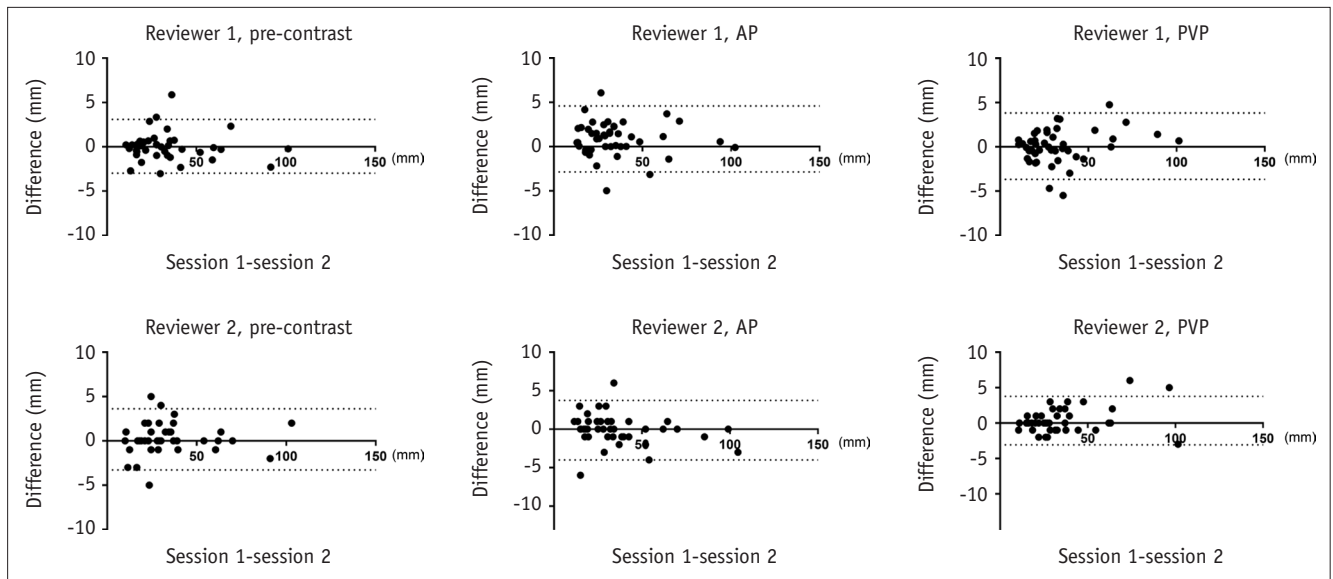 Reviewer 1, pre-contrast
Difference (mm)
10
5
0
-5
-10
50
100
150
(mm)
Session 1-session 2
Reviewer 1, AP
Difference (mm)
10
5
0
-5
-10
50
100
150
(mm)
Session 1-session 2
Reviewer 1, PVP
Difference (mm)
10
5
0
-5
-10
50
100
150
(mm)
Session 1-session 2
Reviewer 2, pre-contrast
Difference (mm)
10
5
0
-5
-10
50
100
150
(mm)
Session 1-session 2
Reviewer 2, AP
Difference (mm)
10
5
0
-5
-10
50
100
150
(mm)
Session 1-session 2
Reviewer 2, PVP
Difference (mm)
10
5
0
-5
-10
50
100
150
(mm)
Session 1-session 2